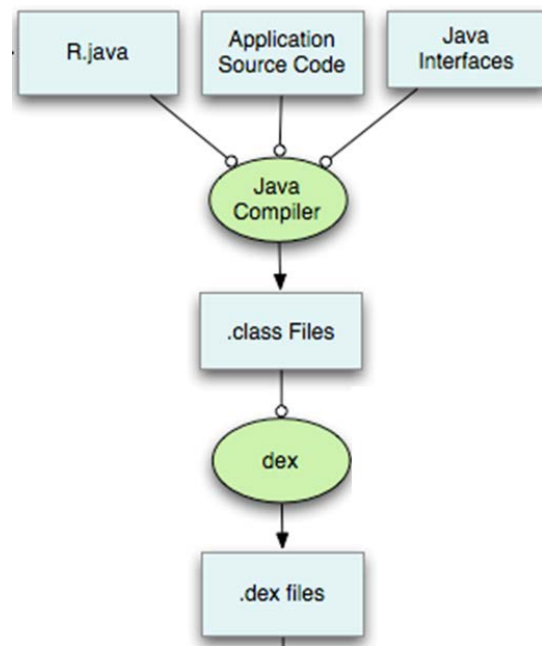 R.java
Application
Source Code
Java
Interfaces
Java
Compiler
.class Files
dex
.dex files